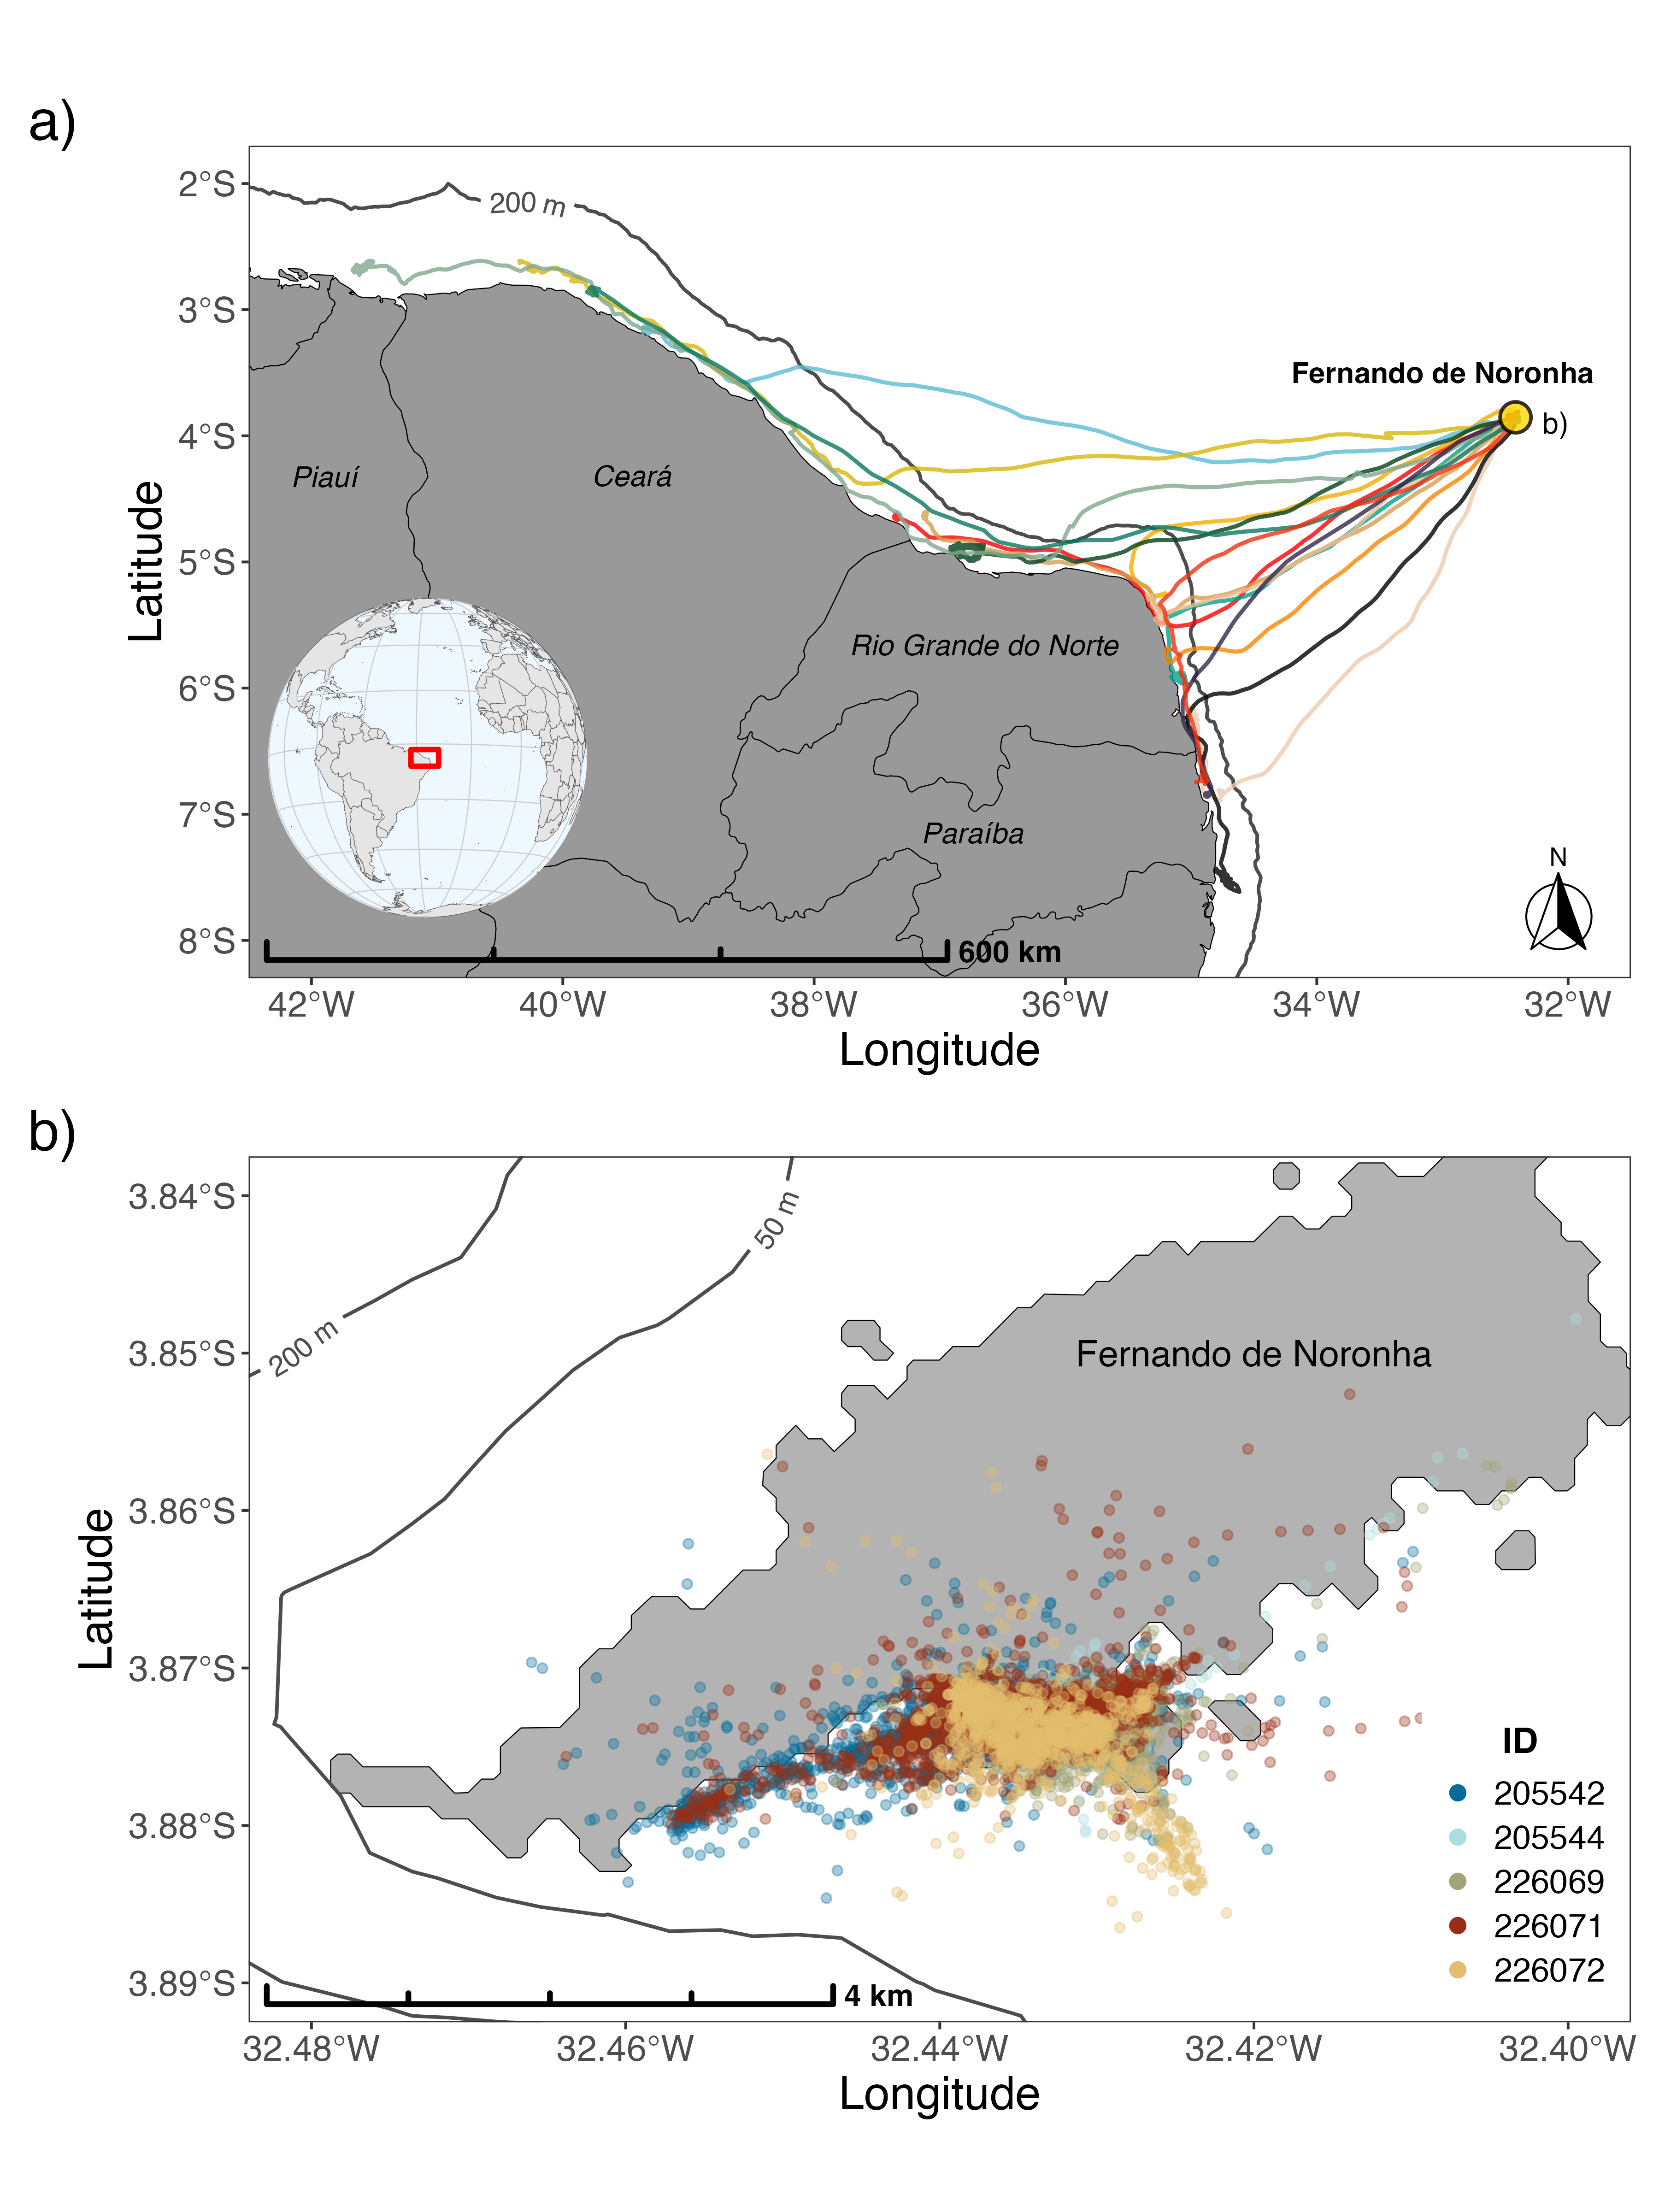 a)
2°S
200 m
3°S
Fernando de Noronha
4°S
b)
Piauí
Ceará
5°S
Latitude
Rio Grande do Norte
6°S
7°S
Paraíba
N
8°S
600 km
42°W
40°W
38°W
36°W
34°W
32°W
Longitude
b)
3.84°S
50 m
200 m
3.85°S
Fernando de Noronha
3.86°S
Latitude
3.87°S
ID
205542
3.88°S
205544
226069
226071
226072
3.89°S
4 km
32.48°W
32.46°W
32.44°W
32.42°W
32.40°W
Longitude